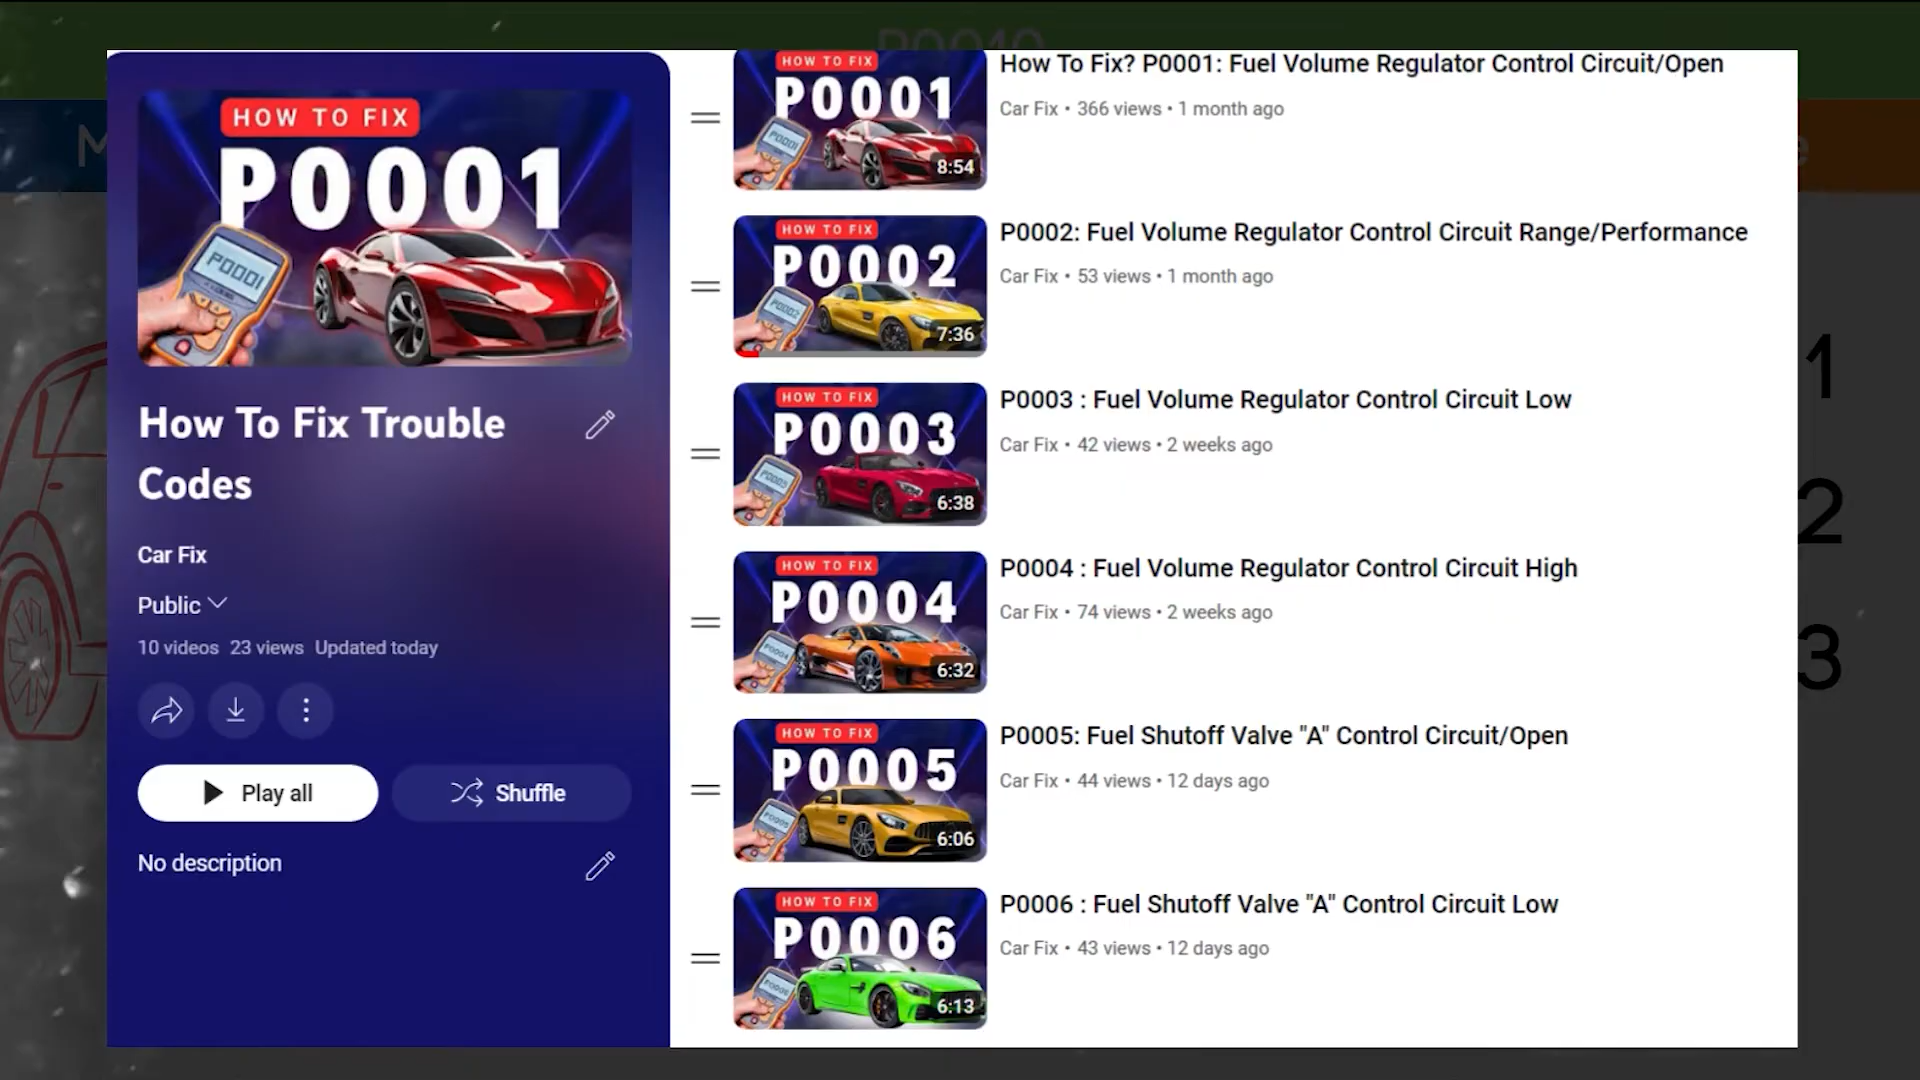 P0010
HOW TO FIX
P0001
P0001
How To Fix Trouble
Codes
Car Fix
Public
10 videos 23 views Updated today
Play all
Shuffle
No description
HOW TO FIX
P0001
P0001
8:54
How To Fix? P0001: Fuel Volume Regulator Control Circuit/Open
Car Fix • 366 views • 1 month ago
HOW TO FIX
P0002
P0002
7:36
P0002: Fuel Volume Regulator Control Circuit Range/Performance
Car Fix • 53 views • 1 month ago
HOW TO FIX
P0003
P0003
6:38
P0003 : Fuel Volume Regulator Control Circuit Low
Car Fix • 42 views • 2 weeks ago
HOW TO FIX
P0004
P0004
6:32
P0004 : Fuel Volume Regulator Control Circuit High
Car Fix • 74 views • 2 weeks ago
HOW TO FIX
P0005
P0005
6:06
P0005: Fuel Shutoff Valve "A" Control Circuit/Open
Car Fix • 44 views • 12 days ago
HOW TO FIX
P0006
P0006
6:13
P0006 : Fuel Shutoff Valve "A" Control Circuit Low
Car Fix • 43 views • 12 days ago
1
2
3